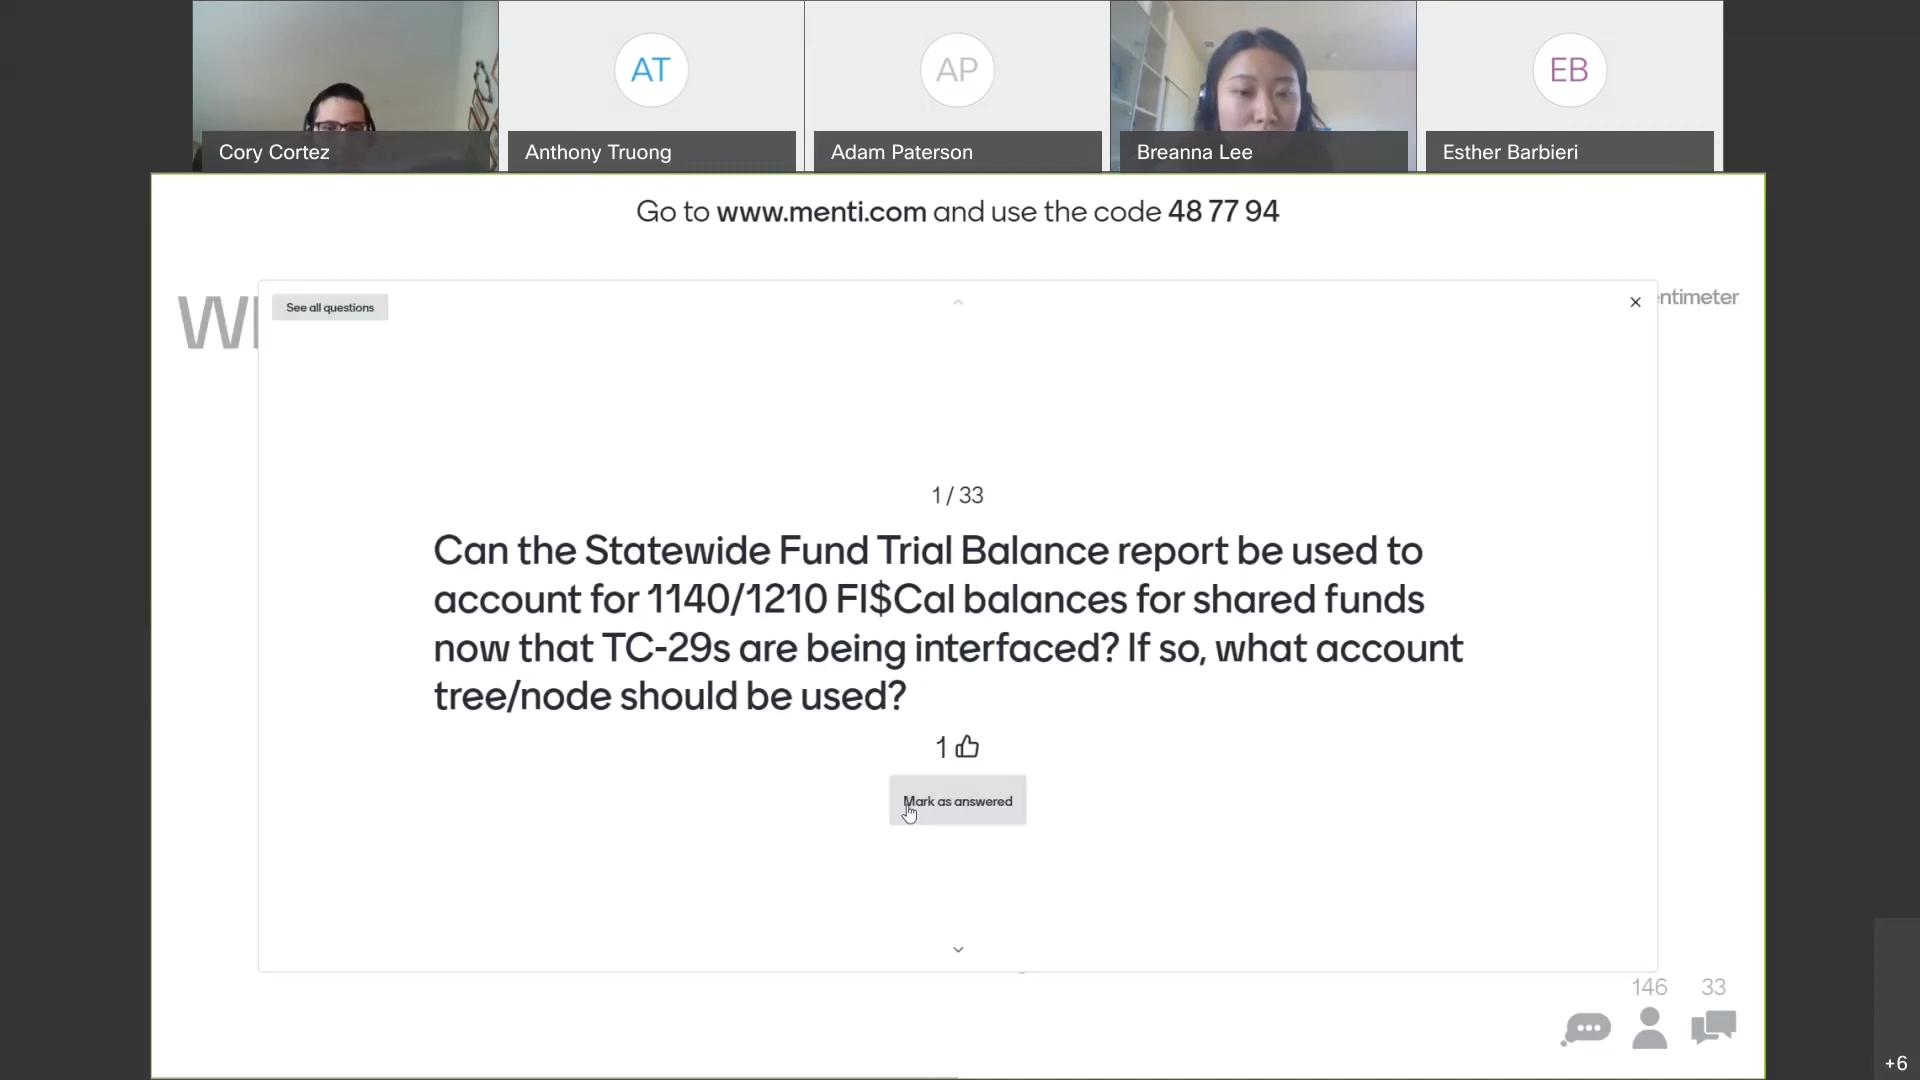 AT
AP
EB
Cory Cortez
Anthony Truong
Adam Paterson
Breanna Lee
Esther Barbieri
Go to www.menti.com and use the code 48 77 94
See all questions
entimeter
1 / 33
Can the Statewide Fund Trial Balance report be used to
account for 1140/1210 FI$Cal balances for shared funds
now that TC-29s are being interfaced? If so, what account
tree/node should be used?
1
Mark as answered
146
33
+6